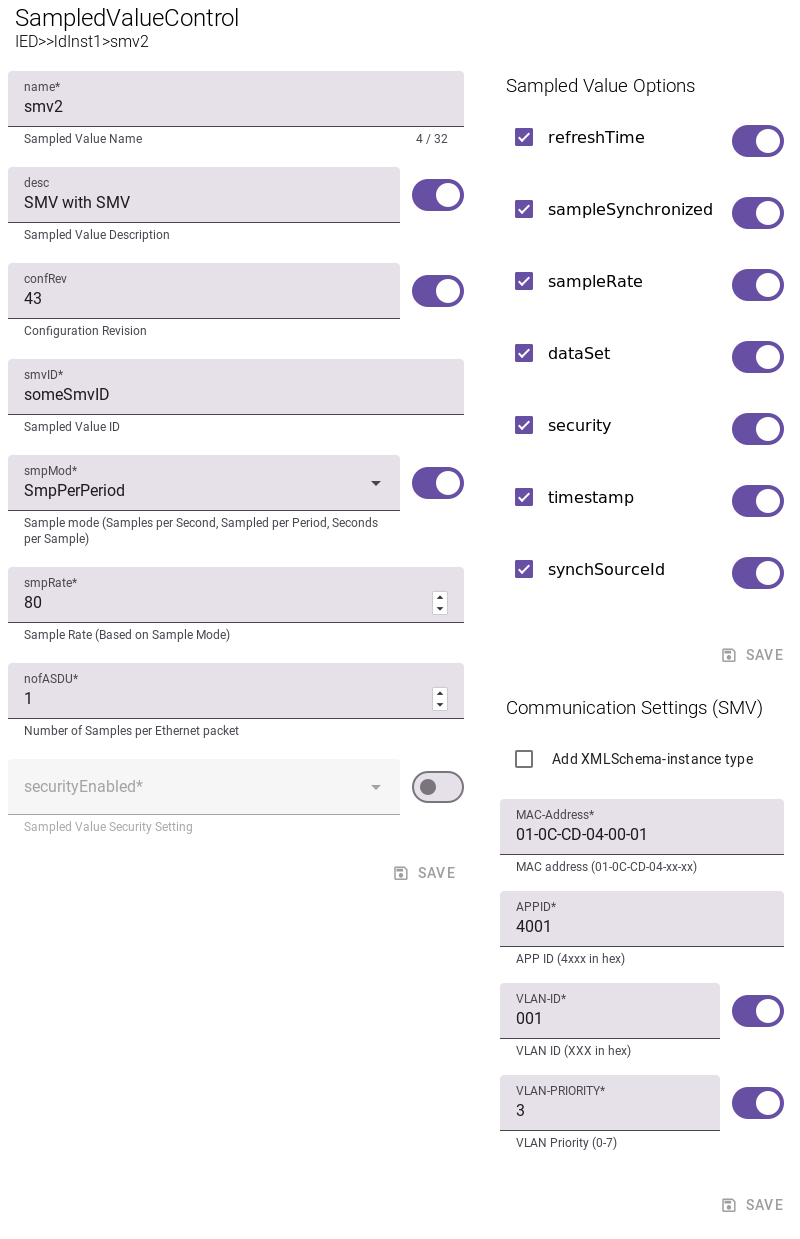 SampledValueControl
IED>>ldInst1>smv2
name*
smv2
Sampled Value Name
4 / 32
desc
SMV with SMV
Sampled Value Description
confRev
43
Configuration Revision
smvID*
someSmvID
Sampled Value ID
smpMod*
SmpPerPeriod
Sample mode (Samples per Second, Sampled per Period, Seconds
per Sample)
smpRate*
80
Sample Rate (Based on Sample Mode)
nofASDU*
1
Number of Samples per Ethernet packet
securityEnabled*
Sampled Value Security Setting
SAVE
Sampled Value Options
refreshTime
sampleSynchronized
sampleRate
dataSet
security
timestamp
synchSourceId
SAVE
Communication Settings (SMV)
Add XMLSchema-instance type
MAC-Address*
01-0C-CD-04-00-01
MAC address (01-0C-CD-04-xx-xx)
APPID*
4001
APP ID (4xxx in hex)
VLAN-ID*
001
VLAN ID (XXX in hex)
VLAN-PRIORITY*
3
VLAN Priority (0-7)
SAVE